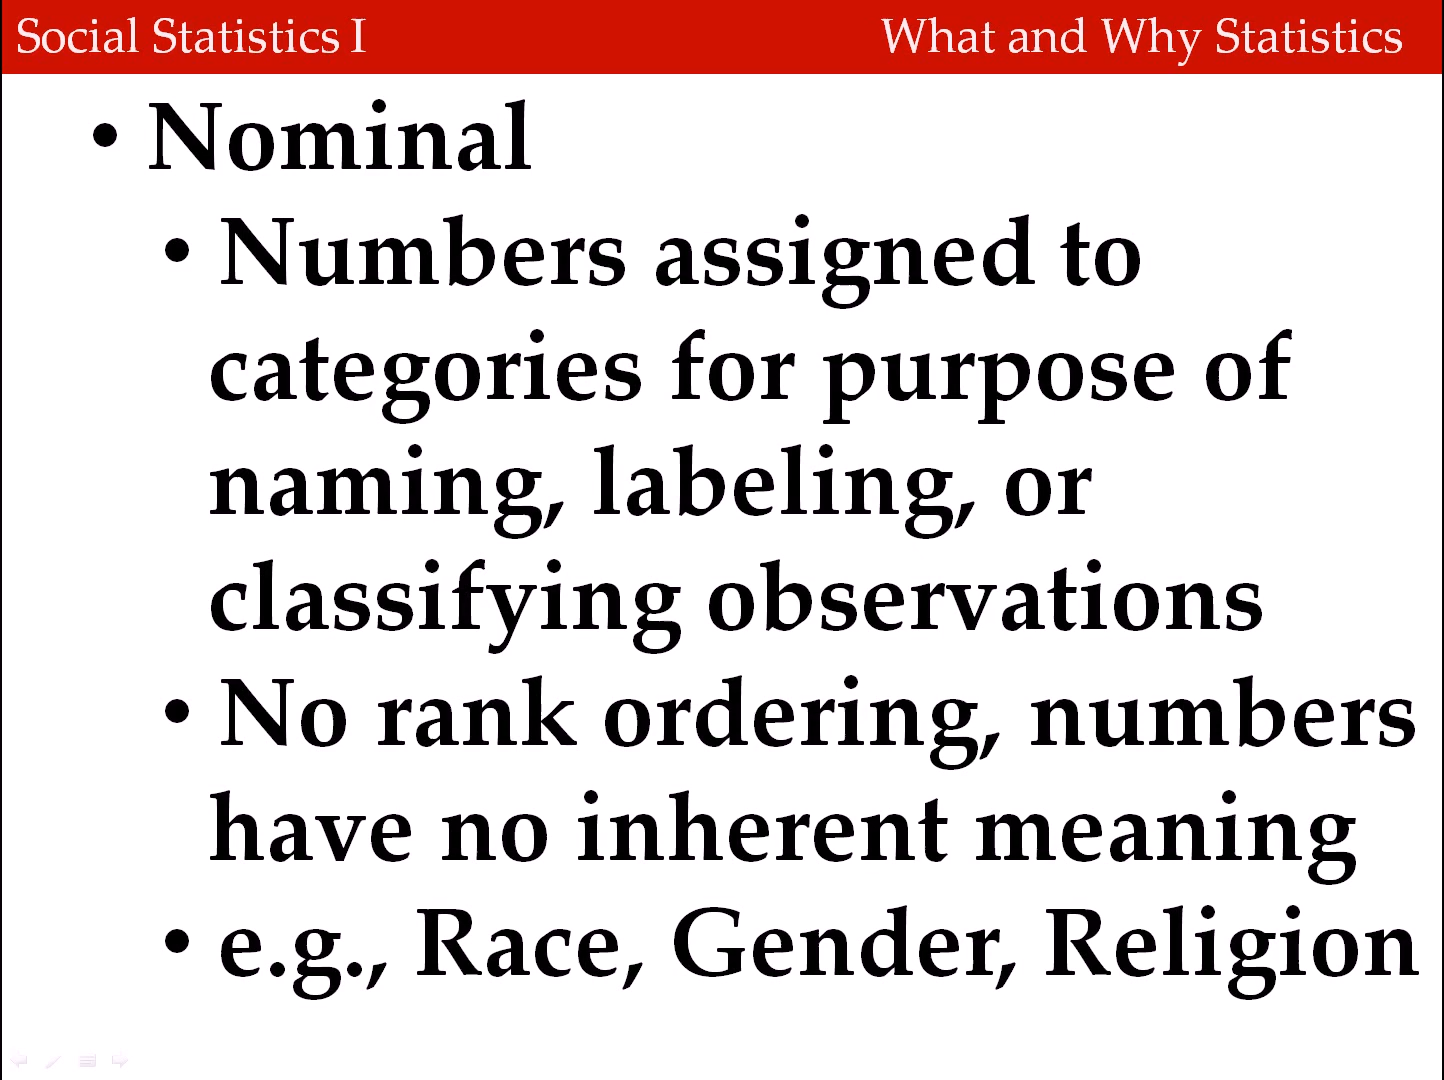 Social Statistics I
What and Why Statistics
• Nominal
• Numbers assigned to
categories for purpose of
naming, labeling, or
classifying observations
• No rank ordering, numbers
have no inherent meaning
• e.g., Race, Gender, Religion